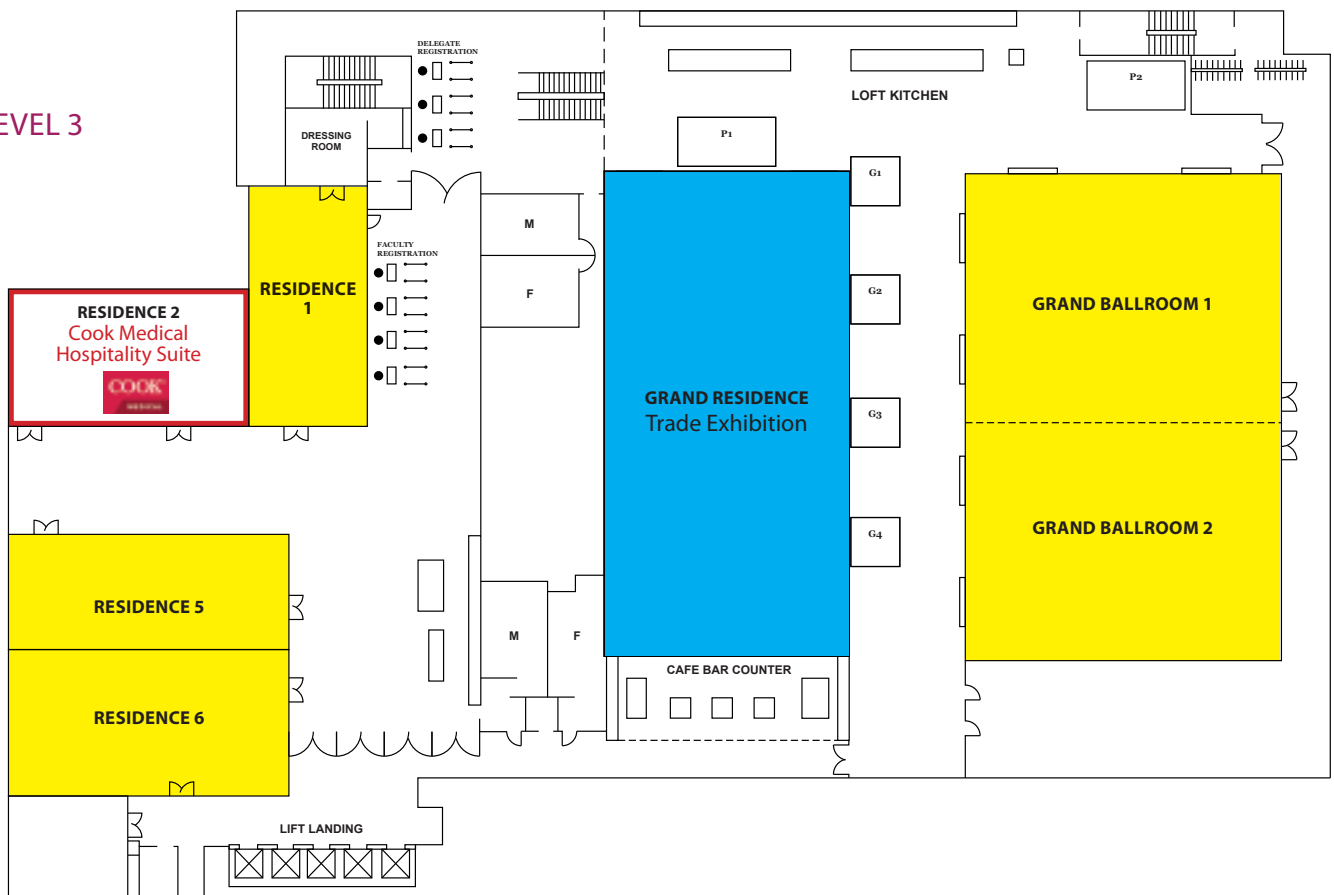 EVEL 3
DELEGATE
REGISTRATION
DRESSING
ROOM
LOFT KITCHEN
P2
P1
G1
M
F
FACULTY
REGISTRATION
RESIDENCE
1
RESIDENCE 2
Cook Medical
Hospitality Suite
COOK
MEDICAL
G2
GRAND BALLROOM 1
GRAND RESIDENCE
Trade Exhibition
G3
G4
GRAND BALLROOM 2
RESIDENCE 5
M
F
CAFE BAR COUNTER
RESIDENCE 6
LIFT LANDING